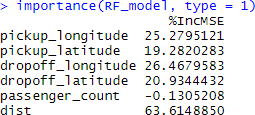 > importance(RF_model, type = 1)
%IncMSE
pickup_longitude 25.2795121
pickup_latitude 19.2820283
dropoff_longitude 26.4679583
dropoff_latitude 20.9344432
passenger_count -0.1305208
dist 63.6148850